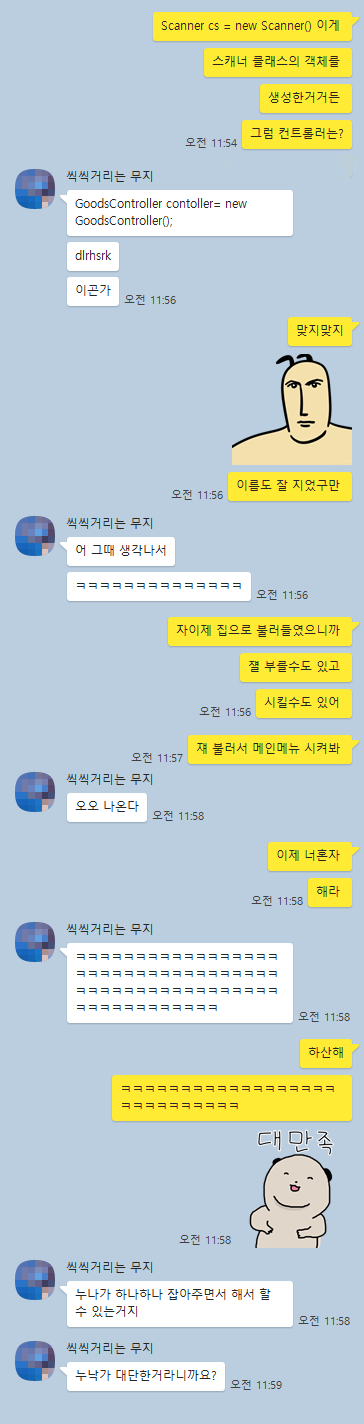 Scanner cs = new Scanner() 이게
스캐너 클래스의 객체를
생성한거거든
그럼 컨트롤러는?
오전 11:54
씩씩거리는 무지
GoodsController contoller= new
GoodsController();
dlrhsrk
이곤가
오전 11:56
맞지맞지
이름도 잘 지었구만
오전 11:56
씩씩거리는 무지
어 그때 생각나서
ㅋㅋㅋㅋㅋㅋㅋㅋㅋㅋㅋㅋㅋㅋ
오전 11:56
자이제 집으로 불러들였으니까
쟬 부를수도 있고
시킬수도 있어
오전 11:56
쟤 불러서 메인메뉴 시켜봐
오전 11:57
씩씩거리는 무지
오오 나온다
오전 11:58
이제 너혼자
해라
오전 11:58
씩씩거리는 무지
ㅋㅋㅋㅋㅋㅋㅋㅋㅋㅋㅋㅋㅋㅋㅋㅋㅋ
ㅋㅋㅋㅋㅋㅋㅋㅋㅋㅋㅋㅋㅋㅋㅋㅋㅋ
ㅋㅋㅋㅋㅋㅋㅋㅋㅋㅋㅋㅋㅋㅋㅋㅋㅋ
ㅋㅋㅋㅋㅋㅋㅋㅋㅋㅋㅋㅋ
오전 11:58
하산해
ㅋㅋㅋㅋㅋㅋㅋㅋㅋㅋㅋㅋㅋㅋㅋㅋㅋㅋ
ㅋㅋㅋㅋㅋㅋㅋㅋㅋㅋ
대만족
오전 11:58
씩씩거리는 무지
누나가 하나하나 잡아주면서 해서 할
수 있는거지
오전 11:58
씩씩거리는 무지
누낙가 대단한거라니까요?
오전 11:59